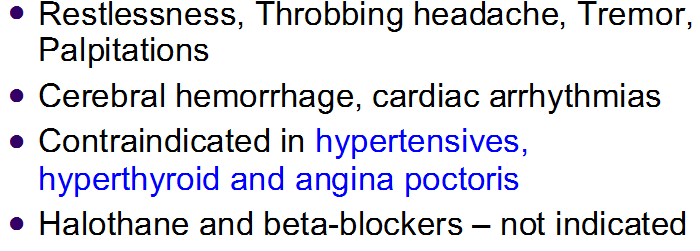 • Restlessness, Throbbing headache, Tremor,
Palpitations
• Cerebral hemorrhage, cardiac arrhythmias
• Contraindicated in hypertensives,
hyperthyroid and angina poctoris
• Halothane and beta-blockers – not indicated